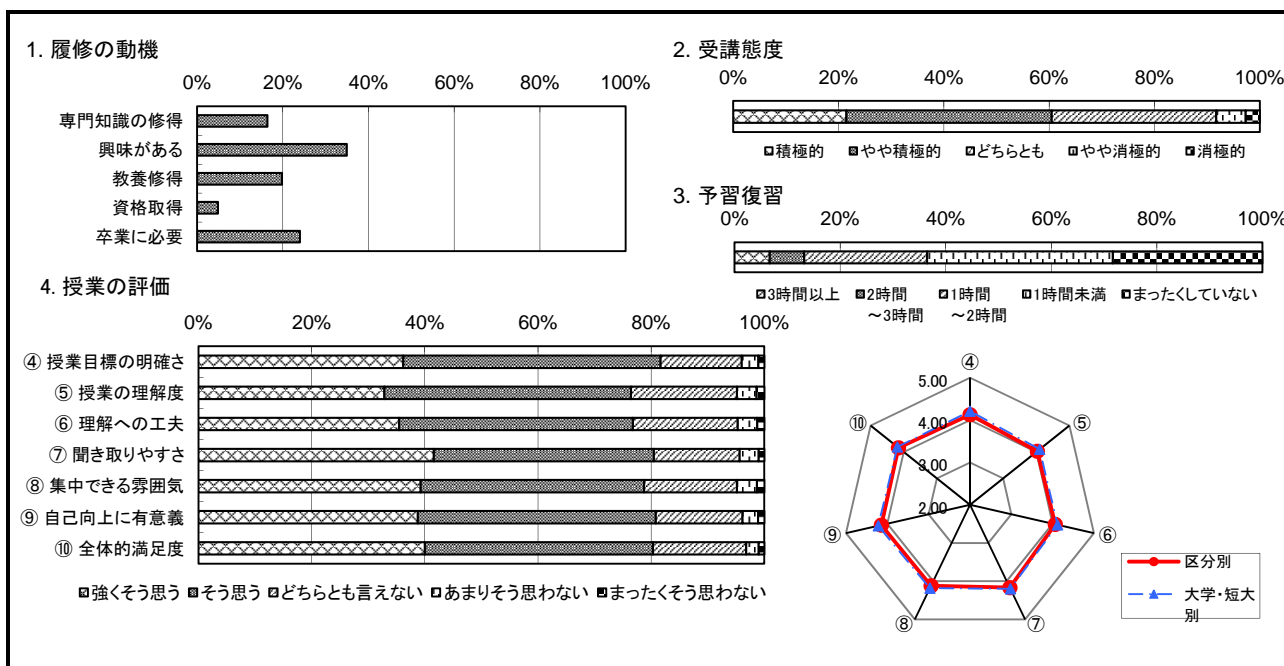 1. 履修の動機
0% 20% 40% 60% 80% 100%
専門知識の修得
興味がある
教養修得
資格取得
卒業に必要
2. 受講態度
0% 20% 40% 60% 80% 100%
積極的 やや積極的 どちらとも やや消極的 消極的
3. 予習復習
0% 20% 40% 60% 80% 100%
3時間以上 2時間 1時間 1時間未満 まったくしていない
～3時間 ～2時間
4. 授業の評価
0% 20% 40% 60% 80% 100%
④ 授業目標の明確さ
⑤ 授業の理解度
⑥ 理解への工夫
⑦ 聞き取りやすさ
⑧ 集中できる雰囲気
⑨ 自己向上に有意義
⑩ 全体的満足度
強くそう思う そう思う どちらとも言えない あまりそう思わない まったくそう思わない
④
5.00
⑩ ⑤
4.00
3.00
2.00
⑨ ⑥
⑧ ⑦
区分別
大学・短大
別